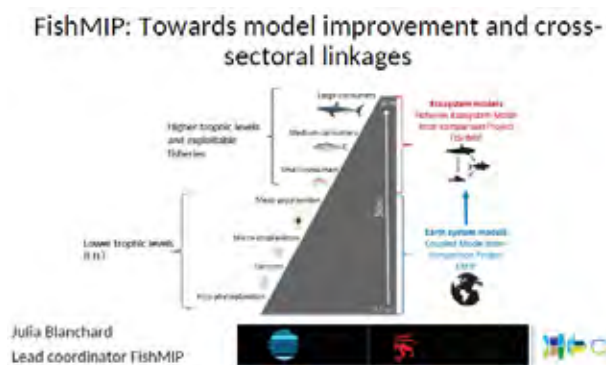 FishMIP: Towards model improvement and cross-
sectoral linkages
Large consumers
Higher trophic levels
and exploitable
fisheries
Medium consumers
Small consumers
Meso zooplankton
Micro zooplankton
Lower trophic levels
Pico phytoplankton
Size
Ecosystem models
Fisheries Ecosystem Model
Inter-comparison Project
FishMIP
Earth system models
Coupled Model Inter-
comparison Project
CMIP
Julia Blanchard
Lead coordinator FishMIP